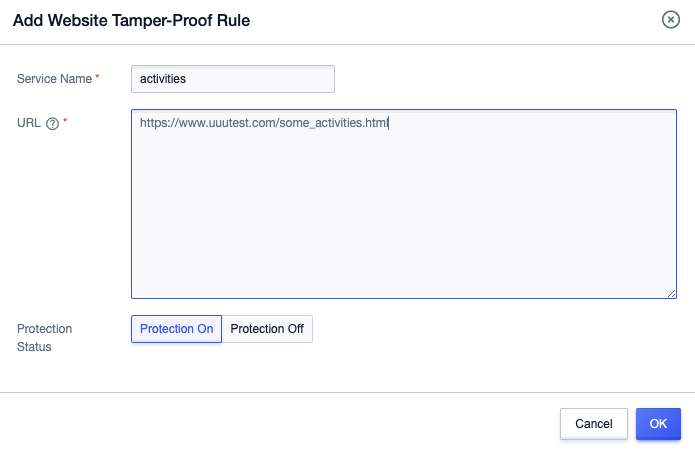 Add Website Tamper-Proof Rule
Service Name *
activities
URL ? *
https://www.uuutest.com/some_activities.html
Protection
Status
Protection On
Protection Off
Cancel
OK